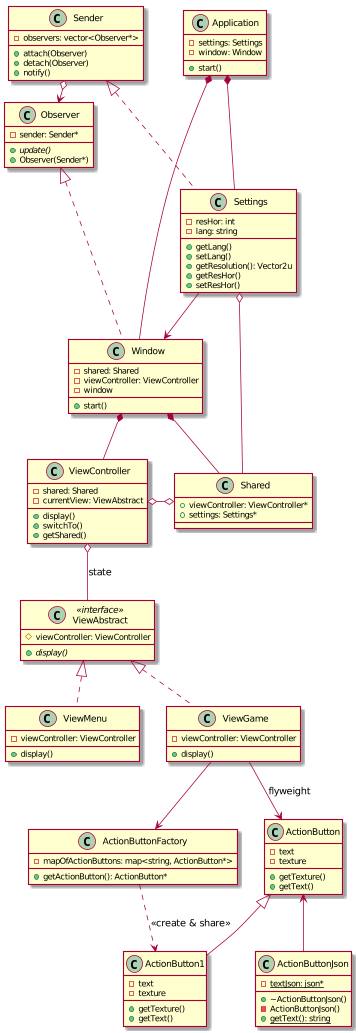 C Sender
observers: vector<Observer*>
attach(Observer)
detach(Observer)
notify()
C Application
settings: Settings
window: Window
start()
C Observer
sender: Sender*
update()
Observer(Sender*)
C Settings
resHor: int
lang: string
getLang()
setLang()
getResolution(): Vector2u
getResHor()
setResHor()
C Window
shared: Shared
viewController: ViewController
window
start()
C ViewController
shared: Shared
currentView: ViewAbstract
display()
switchTo()
getShared()
C Shared
viewController: ViewController*
settings: Settings*
state
C «interface»
ViewAbstract
viewController: ViewController
display()
C ViewMenu
viewController: ViewController
display()
C ViewGame
viewController: ViewController
display()
flyweight
C ActionButtonFactory
mapOfActionButtons: map<string, ActionButton*>
getActionButton(): ActionButton*
C ActionButton
text
texture
getTexture()
getText()
«create & share»
C ActionButton1
text
texture
getTexture()
getText()
C ActionButtonJson
textJson: json*
~ActionButtonJson()
ActionButtonJson()
getText(): string